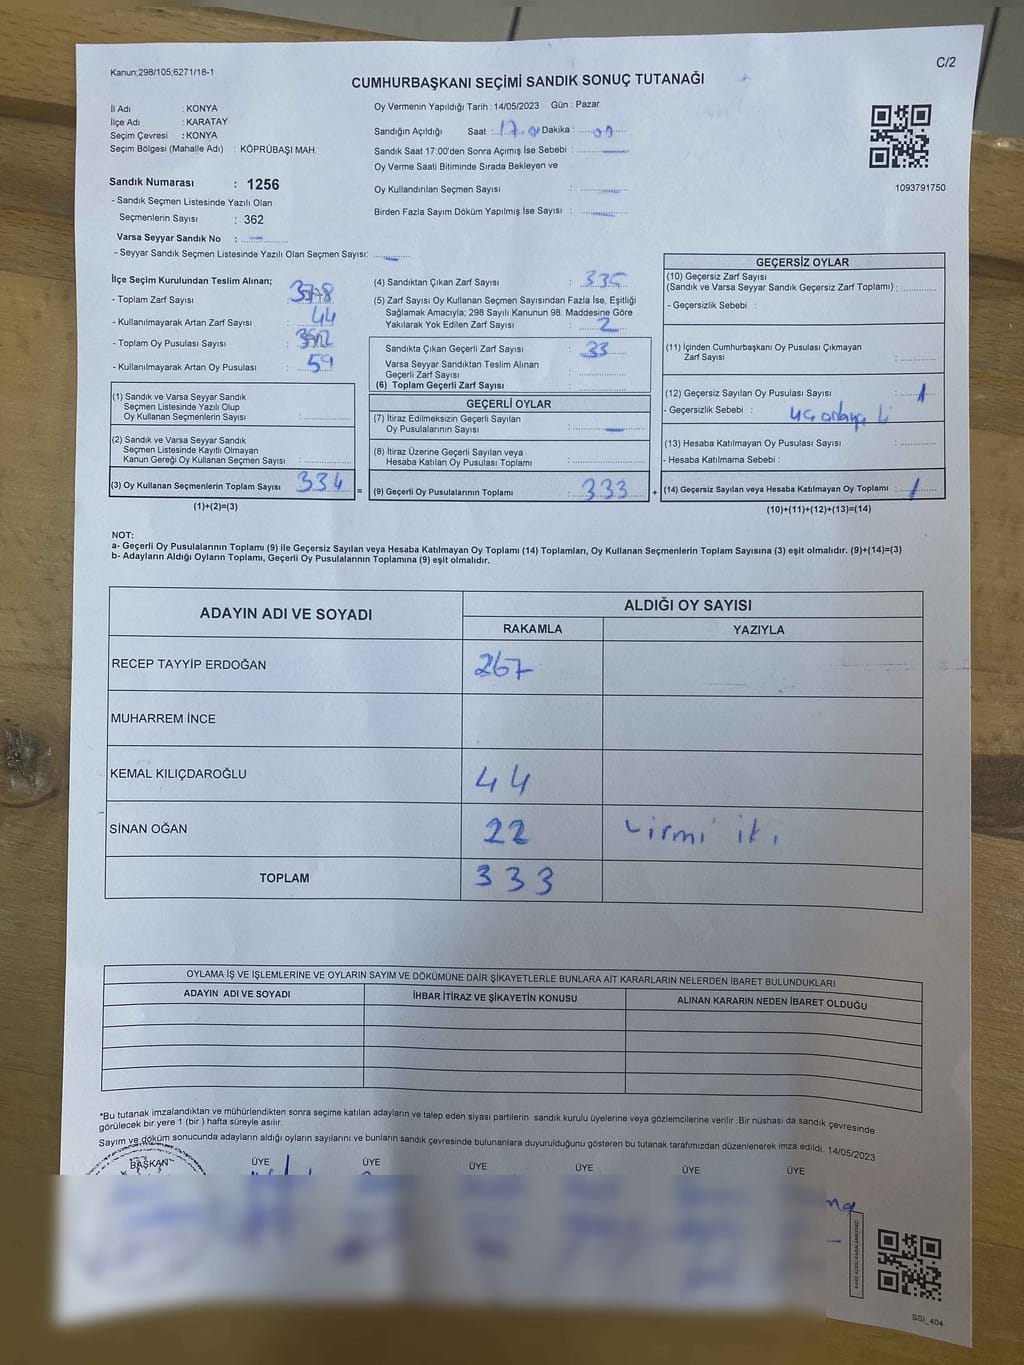 Kanun;298/105;6271/18-1
C/2
CUMHURBAŞKANI SEÇİMİ SANDIK SONUÇ TUTANAĞI
İl Adı : KONYA
İlçe Adı : KARATAY
Seçim Çevresi : KONYA
Seçim Bölgesi (Mahalle Adı) : KÖPRÜBAŞI MAH.
Sandık Numarası : 1256
- Sandık Seçmen Listesinde Yazılı Olan
Seçmenlerin Sayısı : 362
Varsa Seyyar Sandık No :
- Seyyar Sandık Seçmen Listesinde Yazılı Olan Seçmen Sayısı:
Oy Vermenin Yapıldığı Tarih : 14/05/2023 Gün : Pazar
Sandığın Açıldığı Saat : 17.0 Dakika : 00
Sandık Saat 17:00'den Sonra Açımış İse Sebebi :
Oy Verme Saati Bitiminde Sırada Bekleyen ve
Oy Kullandırılan Seçmen Sayısı :
Birden Fazla Sayım Döküm Yapılmış İse Sayısı :
1093791750
İlçe Seçim Kurulundan Teslim Alınan;
- Toplam Zarf Sayısı : 378
- Kullanılmayarak Artan Zarf Sayısı : 44
- Toplam Oy Pusulası Sayısı :
- Kullanılmayarak Artan Oy Pusulası : 59
(1) Sandık ve Varsa Seyyar Sandık
Seçmen Listesinde Yazılı Olup
Oy Kullanan Seçmenlerin Sayısı :
(2) Sandık ve Varsa Seyyar Sandık
Seçmen Listesinde Kayıtlı Olmayan
Kanun Gereği Oy Kullanan Seçmen Sayısı :
(3) Oy Kullanan Seçmenlerin Toplam Sayısı 334 =
(1)+(2)=(3)
(4) Sandıktan Çıkan Zarf Sayısı : 335
(5) Zarf Sayısı Oy Kullanan Seçmen Sayısından Fazla İse, Eşitliği
Sağlamak Amacıyla; 298 Sayılı Kanunun 98. Maddesine Göre
Yakılarak Yok Edilen Zarf Sayısı : 2
Sandıkta Çıkan Geçerli Zarf Sayısı : 33
Varsa Seyyar Sandıktan Teslim Alınan
Geçerli Zarf Sayısı :
(6) Toplam Geçerli Zarf Sayısı :
GEÇERLİ OYLAR
(7) İtiraz Edilmeksizin Geçerli Sayılan
Oy Pusulalarının Sayısı :
(8) İtiraz Üzerine Geçerli Sayılan veya
Hesaba Katılan Oy Pusulası Toplamı :
(9) Geçerli Oy Pusulalarının Toplamı : 333 +
GEÇERSİZ OYLAR
(10) Geçersiz Zarf Sayısı
(Sandık ve Varsa Seyyar Sandık Geçersiz Zarf Toplamı) :
- Geçersizlik Sebebi :
(11) İçinden Cumhurbaşkanı Oy Pusulası Çıkmayan
Zarf Sayısı :
(12) Geçersiz Sayılan Oy Pusulası Sayısı : 1
- Geçersizlik Sebebi :
(13) Hesaba Katılmayan Oy Pusulası Sayısı :
- Hesaba Katılmama Sebebi :
(14) Geçersiz Sayılan veya Hesaba Katılmayan Oy Toplamı : 1
(10)+(11)+(12)+(13)=(14)
NOT:
a- Geçerli Oy Pusulalarının Toplamı (9) ile Geçersiz Sayılan veya Hesaba Katılmayan Oy Toplamı (14) Toplamları, Oy Kullanan Seçmenlerin Toplam Sayısına (3) eşit olmalıdır. (9)+(14)=(3)
b- Adayların Aldığı Oyların Toplamı, Geçerli Oy Pusulalarının Toplamına (9) eşit olmalıdır.
ADAYIN ADI VE SOYADI
ALDIĞI OY SAYISI
RAKAMLA YAZIYLA
RECEP TAYYİP ERDOĞAN 267
MUHARREM İNCE
KEMAL KILIÇDAROĞLU 44
SİNAN OĞAN 22 Yirmi iki
TOPLAM 333
OYLAMA İŞ VE İŞLEMLERİNE VE OYLARIN SAYIM VE DÖKÜMÜNE DAİR ŞİKAYETLERLE BUNLARA AİT KARARLARIN NELERDEN İBARET BULUNDUKLARI
ADAYIN ADI VE SOYADI İHBAR İTİRAZ VE ŞİKAYETİN KONUSU ALINAN KARARIN NEDEN İBARET OLDUĞU
*Bu tutanak imzalandıktan ve mühürlendikten sonra seçime katılan adayların ve talep eden siyasi partilerin sandık kurulu üyelerine veya gözlemcilerine verilir. Bir nüshası da sandık çevresinde
görülecek bir yere 1 (bir ) hafta süreyle asılır.
Sayım ve döküm sonucunda adayların aldığı oyların sayılarını ve bunların sandık çevresinde bulunanlara duyurulduğunu gösteren bu tutanak tarafımızdan düzenlenerek imza edildi. 14/05/2023
BAŞKAN ÜYE ÜYE ÜYE ÜYE ÜYE ÜYE
SSI_404